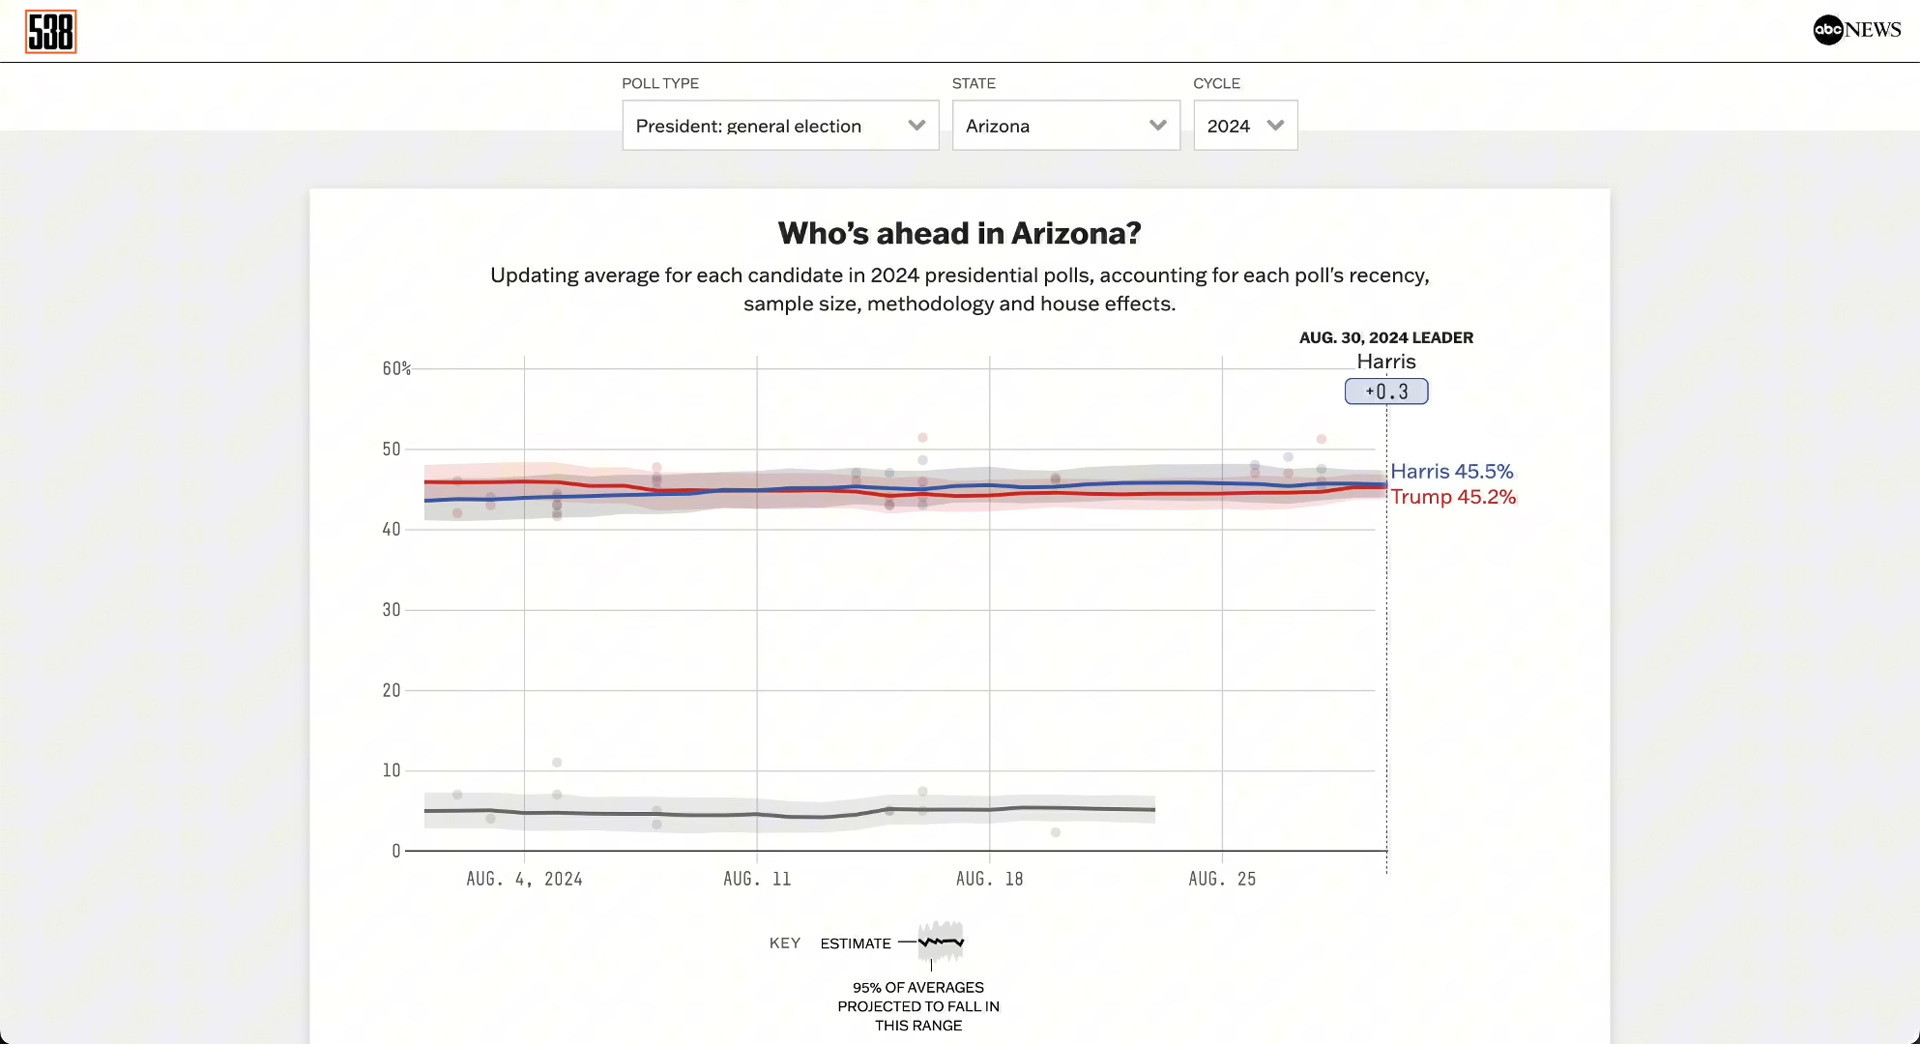 538
abc NEWS
POLL TYPE
STATE
CYCLE
President: general election
Arizona
2024
Who's ahead in Arizona?
Updating average for each candidate in 2024 presidential polls, accounting for each poll's recency,
sample size, methodology and house effects.
AUG. 30, 2024 LEADER
Harris
+0.3
60%
50
40
30
20
10
0
Harris 45.5%
Trump 45.2%
AUG. 4, 2024
AUG. 11
AUG. 18
AUG. 25
KEY
ESTIMATE
95% OF AVERAGES
PROJECTED TO FALL IN
THIS RANGE